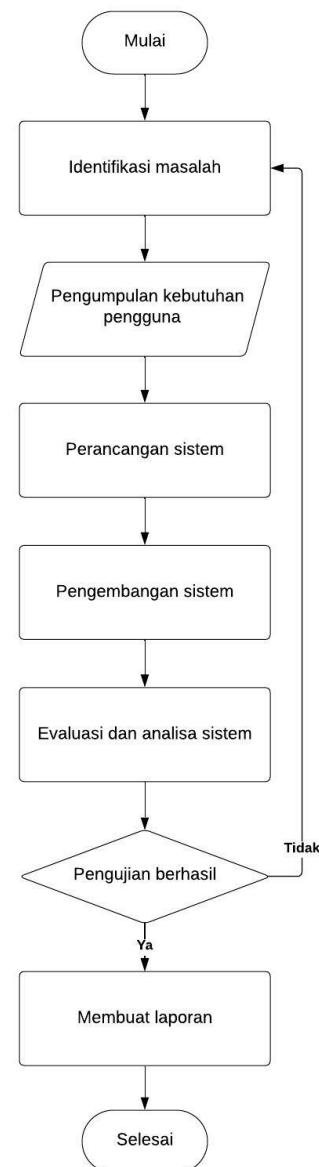 Mulai
Identifikasi masalah
Pengumpulan kebutuhan
pengguna
Perancangan sistem
Pengembangan sistem
Evaluasi dan analisa sistem
Pengujian berhasil
Tidak
Ya
Membuat laporan
Selesai